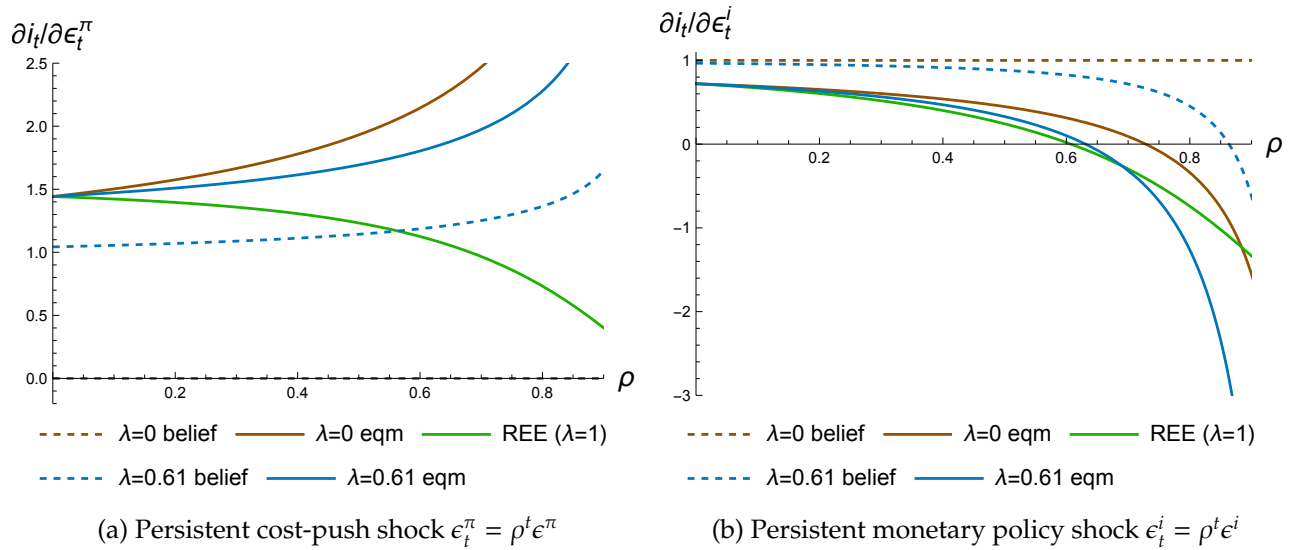 ∂i_t/∂ϵ_t^π
2.5
2.0
1.5
1.0
0.5
0.0
0.2
0.4
0.6
0.8
ρ
λ=0 belief
λ=0 eqm
REE (λ=1)
λ=0.61 belief
λ=0.61 eqm
(a) Persistent cost-push shock ϵ_t^π = ρ^t ϵ^π
∂i_t/∂ϵ_t^i
1
0
-1
-2
-3
0.2
0.4
0.6
0.8
ρ
λ=0 belief
λ=0 eqm
REE (λ=1)
λ=0.61 belief
λ=0.61 eqm
(b) Persistent monetary policy shock ϵ_t^i = ρ^t ϵ^i